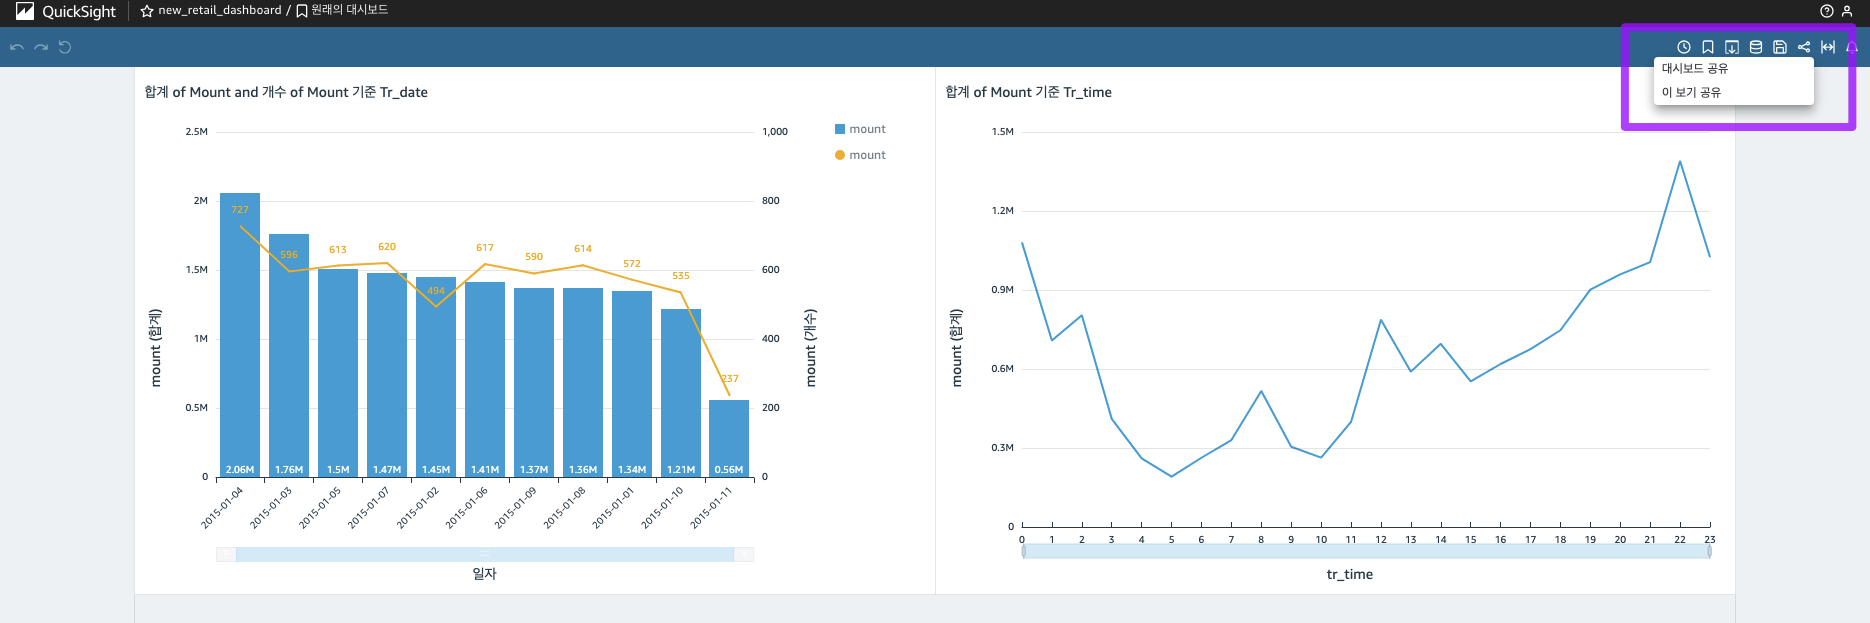 QuickSight new_retail_dashboard / 원래의 대시보드
대시보드 공유
이 보기 공유
합계 of Mount and 개수 of Mount 기준 Tr_date
2.5M
2M
1.5M
1M
0.5M
0
mount (합계)
1,000
800
600
400
200
0
mount (개수)
mount
mount
727
596
613
620
494
617
590
614
572
535
237
2.06M 1.76M 1.5M 1.47M 1.45M 1.41M 1.37M 1.36M 1.34M 1.21M 0.56M
2015-01-04 2015-01-03 2015-01-05 2015-01-07 2015-01-02 2015-01-06 2015-01-09 2015-01-08 2015-01-01 2015-01-10 2015-01-11
일자
합계 of Mount 기준 Tr_time
1.5M
1.2M
0.9M
0.6M
0.3M
0
mount (합계)
0 1 2 3 4 5 6 7 8 9 10 11 12 13 14 15 16 17 18 19 20 21 22 23
tr_time